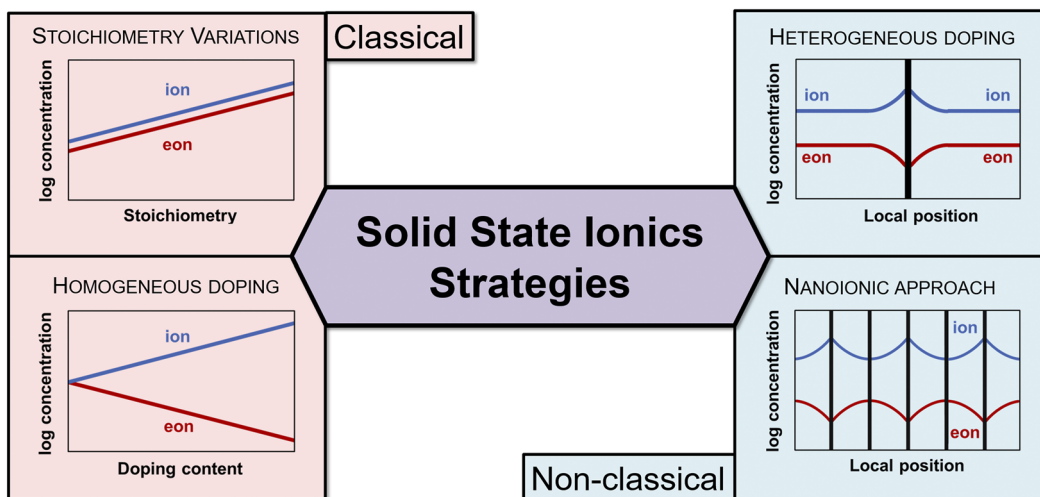 STOICHIOMETRY VARIATIONS
log concentration
ion
eon
Stoichiometry
Classical
HOMOGENEOUS DOPING
log concentration
ion
eon
Doping content
Solid State Ionics
Strategies
HETEROGENEOUS DOPING
log concentration
ion
ion
eon
eon
Local position
NANOIONIC APPROACH
log concentration
ion
eon
Local position
Non-classical